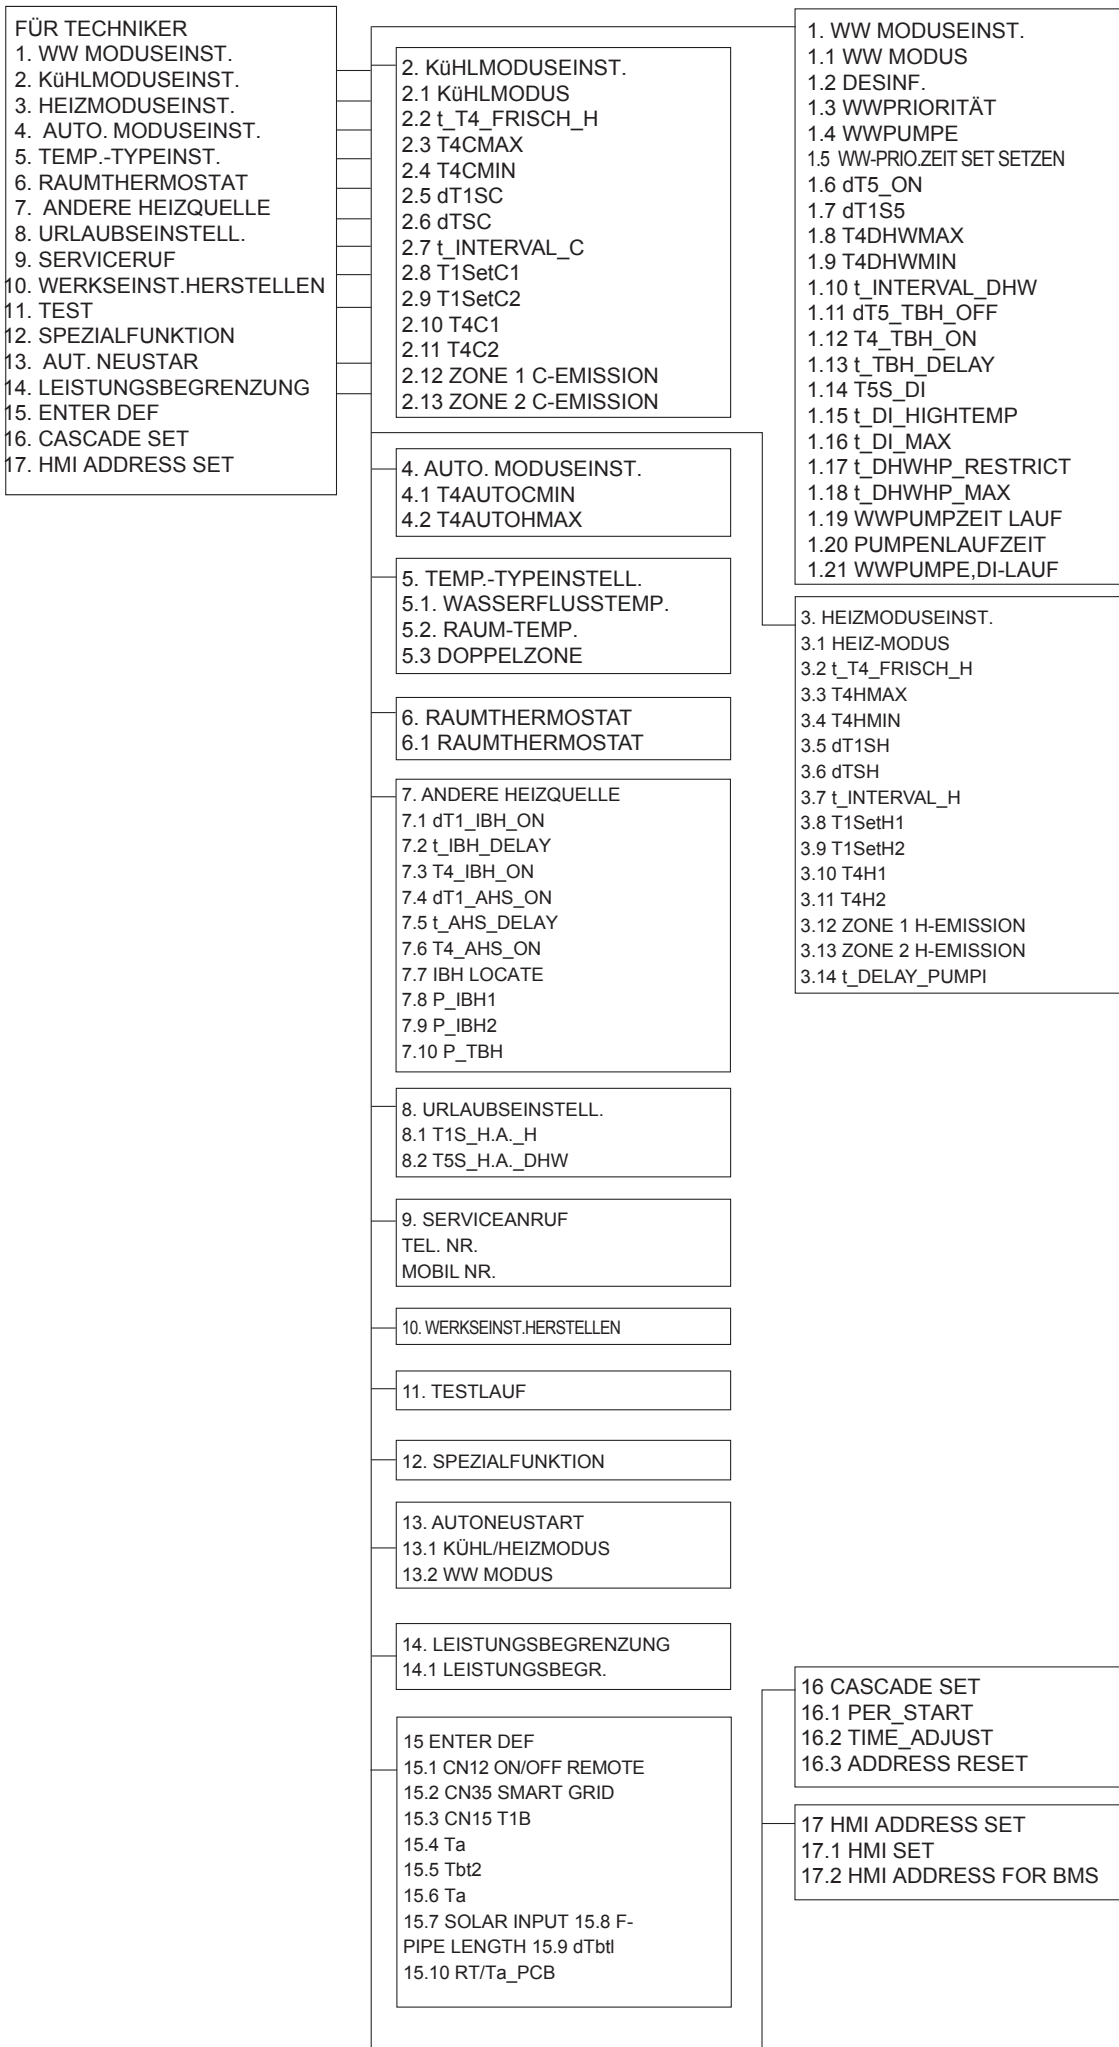 FÜR TECHNIKER
1. WW MODUSEINST.
2. KüHLMODUSEINST.
3. HEIZMODUSEINST.
4. AUTO. MODUSEINST.
5. TEMP.-TYPEINST.
6. RAUMTHERMOSTAT
7. ANDERE HEIZQUELLE
8. URLAUBSEINSTELL.
9. SERVICERUF
10. WERKSEINST.HERSTELLEN
11. TEST
12. SPEZIALFUNKTION
13. AUT. NEUSTAR
14. LEISTUNGSBEGRENZUNG
15. ENTER DEF
16. CASCADE SET
17. HMI ADDRESS SET
2. KüHLMODUSEINST.
2.1 KüHLMODUS
2.2 t_T4_FRISCH_H
2.3 T4CMAX
2.4 T4CMIN
2.5 dT1SC
2.6 dTSC
2.7 t_INTERVAL_C
2.8 T1SetC1
2.9 T1SetC2
2.10 T4C1
2.11 T4C2
2.12 ZONE 1 C-EMISSION
2.13 ZONE 2 C-EMISSION
4. AUTO. MODUSEINST.
4.1 T4AUTOCMIN
4.2 T4AUTOHMAX
5. TEMP.-TYPEINSTELL.
5.1. WASSERFLUSSTEMP.
5.2. RAUM-TEMP.
5.3 DOPPELZONE
6. RAUMTHERMOSTAT
6.1 RAUMTHERMOSTAT
7. ANDERE HEIZQUELLE
7.1 dT1_IBH_ON
7.2 t_IBH_DELAY
7.3 T4_IBH_ON
7.4 dT1_AHS_ON
7.5 t_AHS_DELAY
7.6 T4_AHS_ON
7.7 IBH LOCATE
7.8 P_IBH1
7.9 P_IBH2
7.10 P_TBH
8. URLAUBSEINSTELL.
8.1 T1S_H.A._H
8.2 T5S_H.A._DHW
9. SERVICEANRUF
TEL. NR.
MOBIL NR.
10. WERKSEINST.HERSTELLEN
11. TESTLAUF
12. SPEZIALFUNKTION
13. AUTONEUSTART
13.1 KÜHL/HEIZMODUS
13.2 WW MODUS
14. LEISTUNGSBEGRENZUNG
14.1 LEISTUNGSBEGR.
15 ENTER DEF
15.1 CN12 ON/OFF REMOTE
15.2 CN35 SMART GRID
15.3 CN15 T1B
15.4 Ta
15.5 Tbt2
15.6 Ta
15.7 SOLAR INPUT 15.8 F-
PIPE LENGTH 15.9 dTbtl
15.10 RT/Ta_PCB
1. WW MODUSEINST.
1.1 WW MODUS
1.2 DESINF.
1.3 WWPRIORITÄT
1.4 WWPUMPE
1.5 WW-PRIO.ZEIT SET SETZEN
1.6 dT5_ON
1.7 dT1S5
1.8 T4DHWMAX
1.9 T4DHWMIN
1.10 t_INTERVAL_DHW
1.11 dT5_TBH_OFF
1.12 T4_TBH_ON
1.13 t_TBH_DELAY
1.14 T5S_DI
1.15 t_DI_HIGHTEMP
1.16 t_DI_MAX
1.17 t_DHWHP_RESTRICT
1.18 t_DHWHP_MAX
1.19 WWPUMPZEIT LAUF
1.20 PUMPENLAUFZEIT
1.21 WWPUMPE,DI-LAUF
3. HEIZMODUSEINST.
3.1 HEIZ-MODUS
3.2 t_T4_FRISCH_H
3.3 T4HMAX
3.4 T4HMIN
3.5 dT1SH
3.6 dTSH
3.7 t_INTERVAL_H
3.8 T1SetH1
3.9 T1SetH2
3.10 T4H1
3.11 T4H2
3.12 ZONE 1 H-EMISSION
3.13 ZONE 2 H-EMISSION
3.14 t_DELAY_PUMPI
16 CASCADE SET
16.1 PER_START
16.2 TIME_ADJUST
16.3 ADDRESS RESET
17 HMI ADDRESS SET
17.1 HMI SET
17.2 HMI ADDRESS FOR BMS